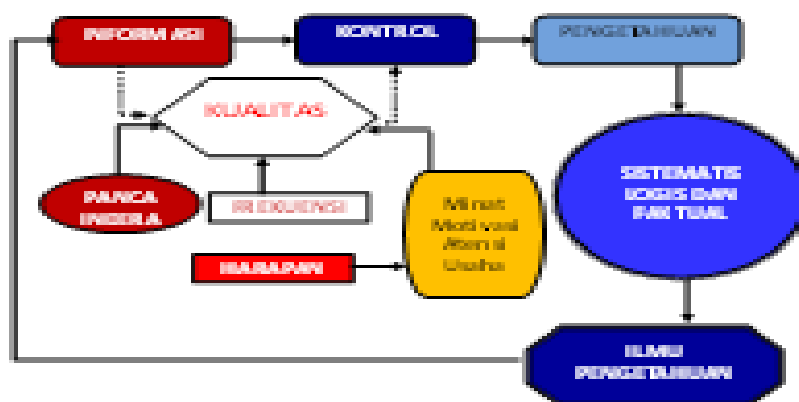 INFORMASI
KONTROL
PENGETAHUAN
KUALITAS
PANCA
INDERA
FREKUENSI
HARAPAN
Minat
Motivasi
Atensi
Usaha
SISTEMATIS
LOGIS DAN
FAKTUAL
ILMU
PENGETAHUAN